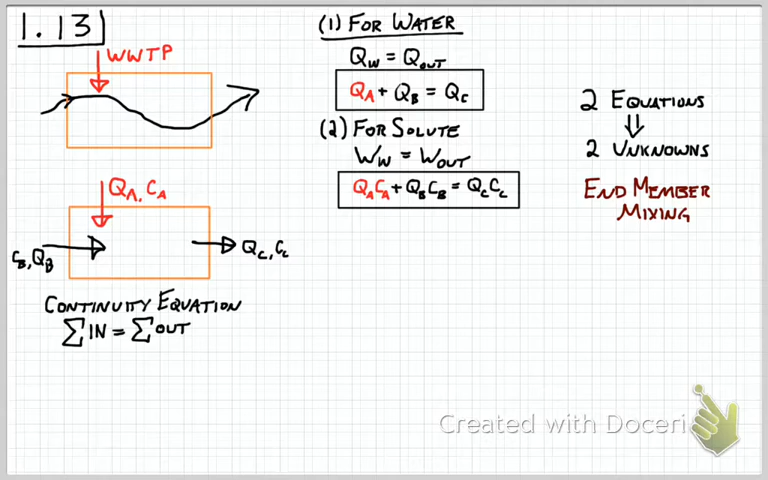 1.13
WWTP
QA, CA
CB, QB
QC, CC
CONTINUITY EQUATION
∑ IN = ∑ OUT
(1) FOR WATER
QW = QOUT
QA + QB = QC
(2) FOR SOLUTE
WW = WOUT
QACA + QBCB = QCCC
2 EQUATIONS
⇓
2 UNKNOWNS
END MEMBER
MIXING
Created with Doceri